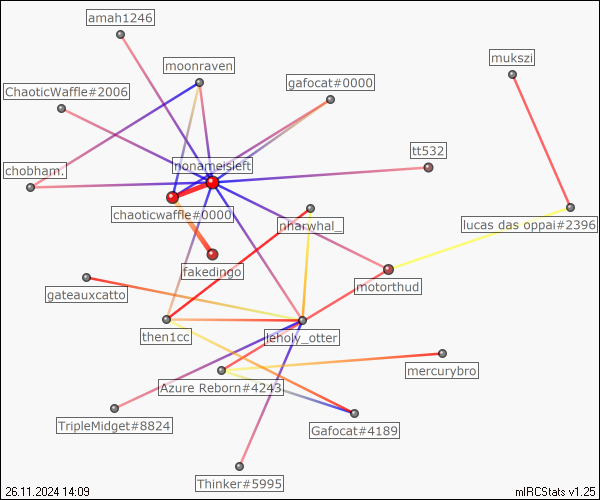 amah1246
mukszi
moonraven
gafocat#0000
ChaoticWaffle#2006
tt532
nonameisleft
chobham.
chaoticwaffle#0000
nharwhal_
lucas das oppai#2396
fakedingo
motorthud
gateauxcatto
then1cc
leholy_otter
mercurybro
Azure Reborn#4243
TripleMidget#8824
Gafocat#4189
Thinker#5995
26.11.2024 14:09
mIRCStats v1.25